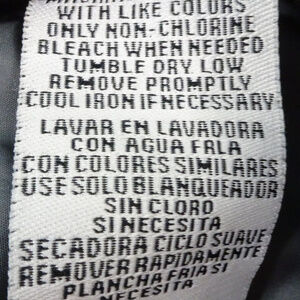 WITH LIKE COLORS
ONLY NON-CHLORINE
BLEACH WHEN NEEDED
TUMBLE DRY LOW
REMOVE PROMPTLY
COOL IRON IF NECESSARY
LAVAR EN LAVADORA
CON AGUA FRLA
CON COLORES SIMILARES
USE SOLO BLANQUEADOR
SIN CLORO
SI NECESITA
SECADORA CICLO SUAVE
REMOVER RAPIDAMENTE
PLANCHA FRIA SI
NECESITA